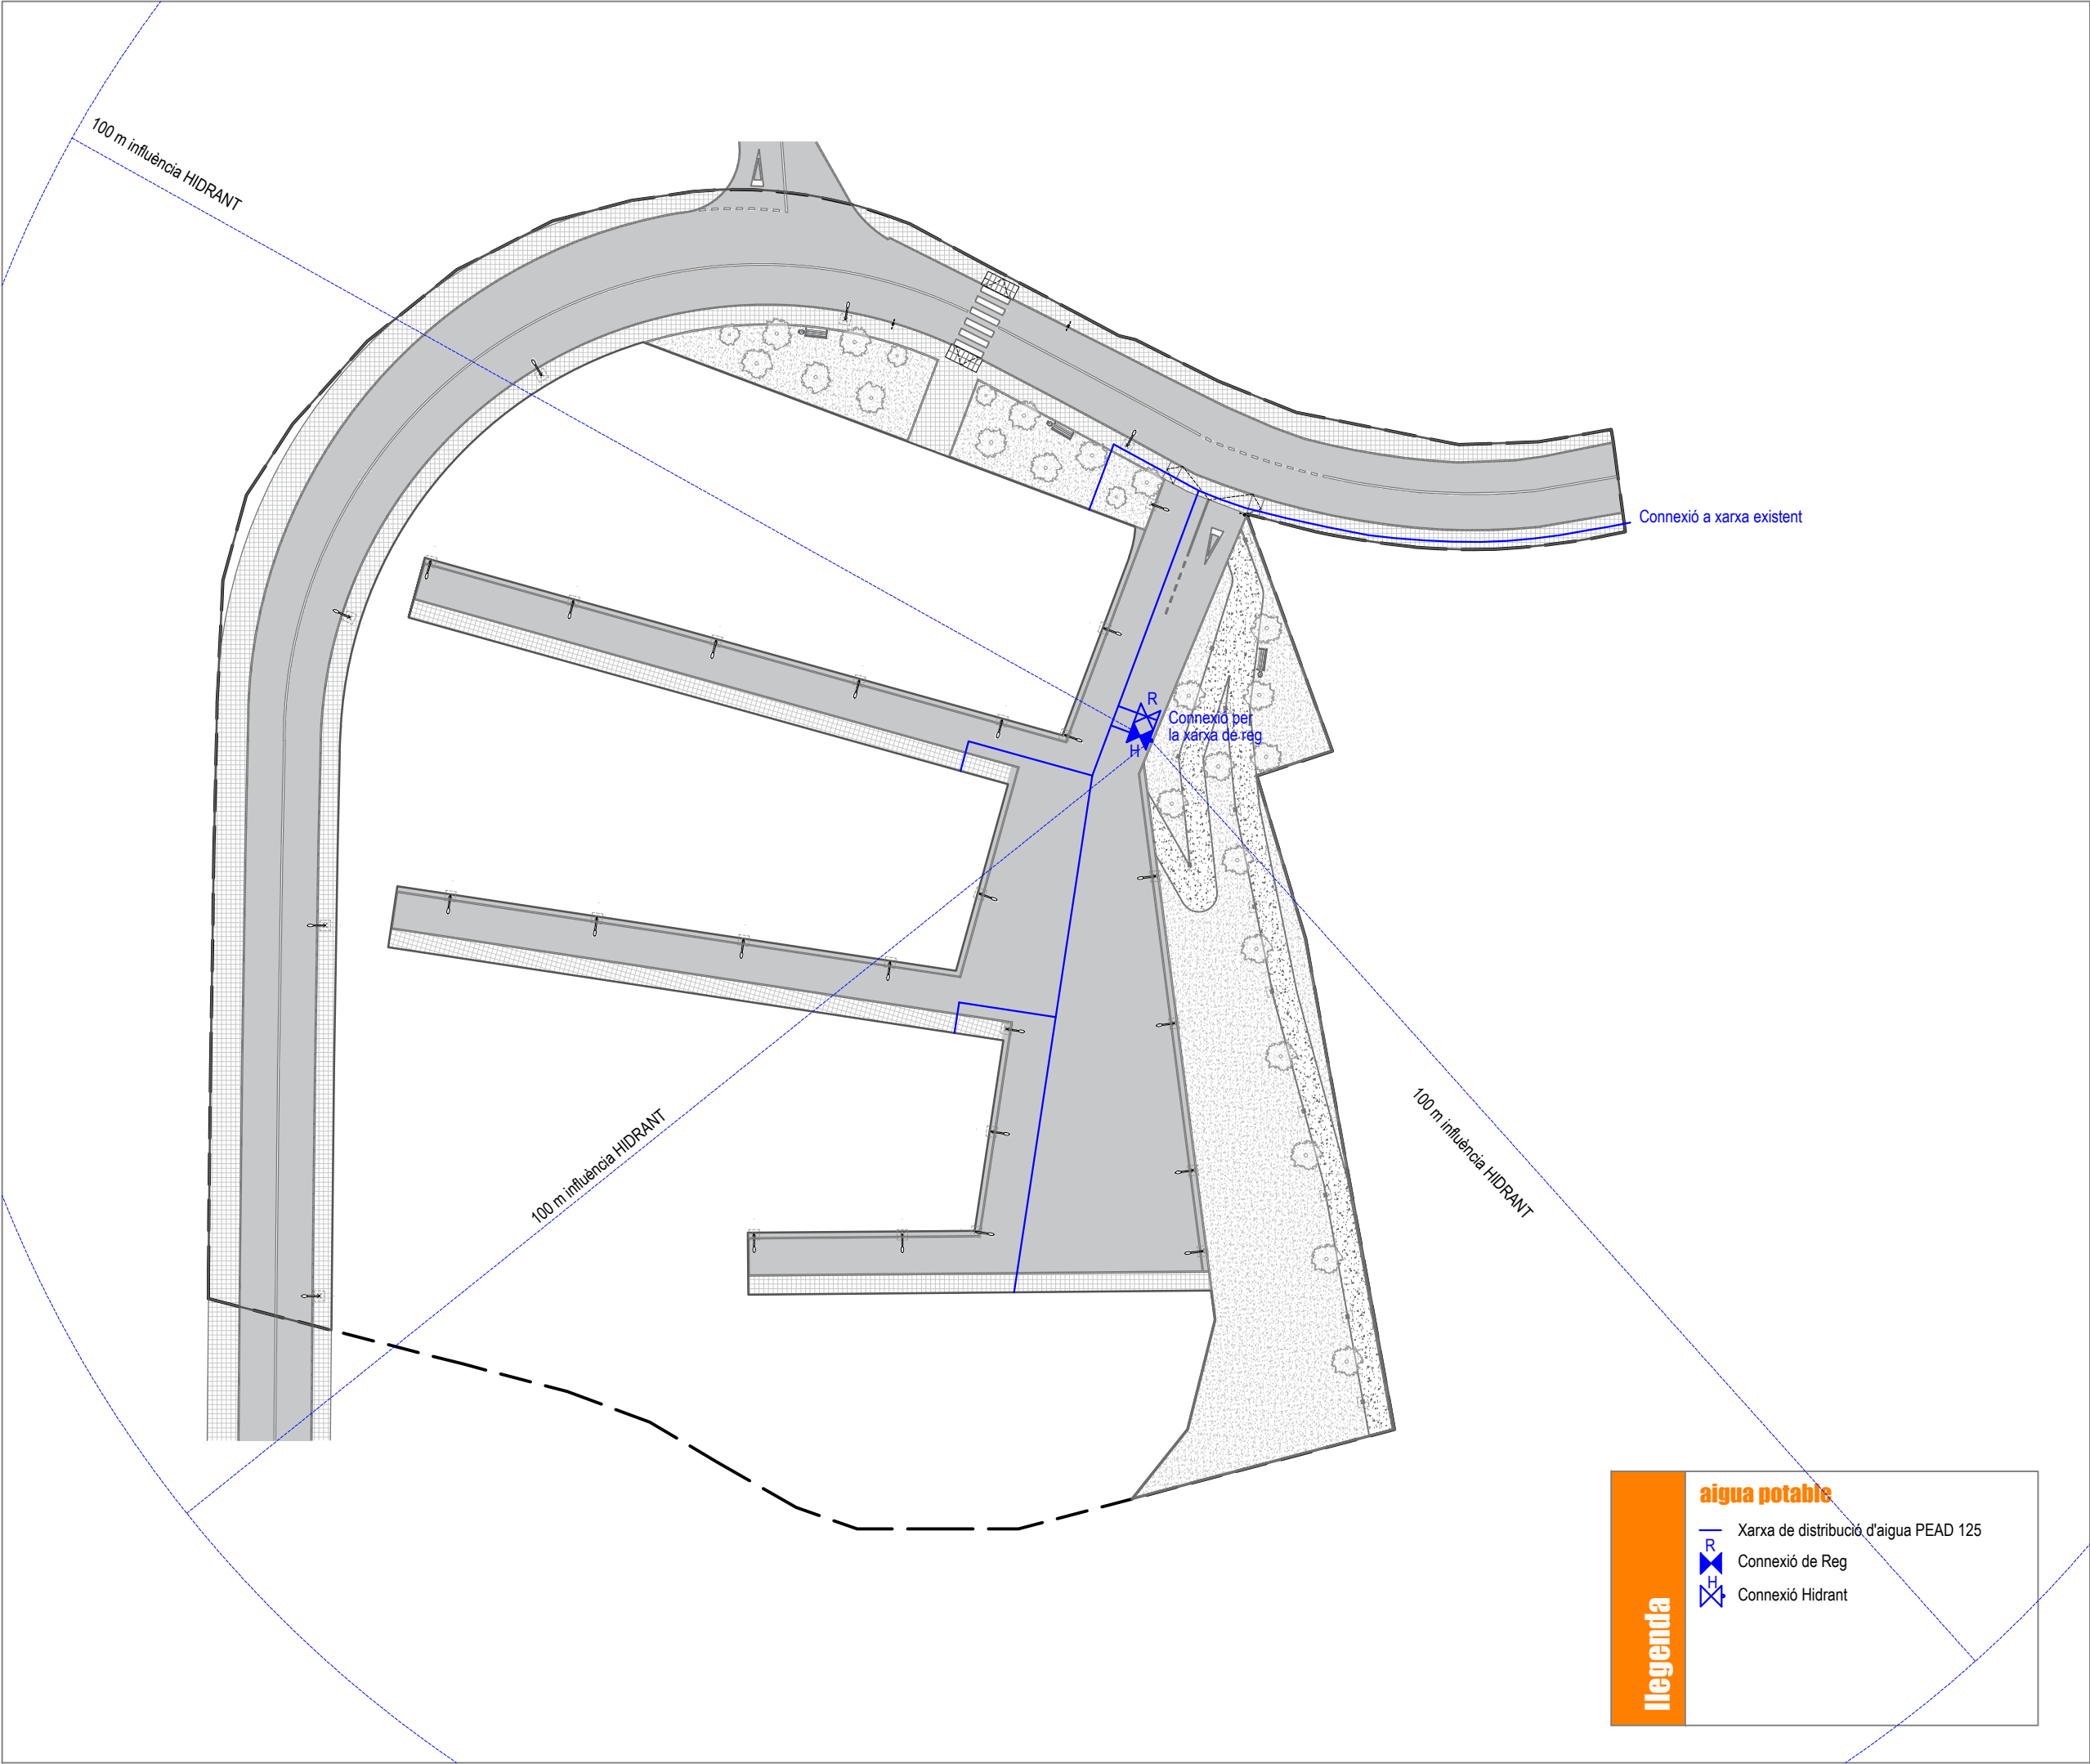 100 m influència HIDRANT
Connexió a xarxa existent
R
Connexió per
la xarxa de reg
H
100 m influència HIDRANT
100 m influència HIDRANT
llegenda
aigua potable
Xarxa de distribució d'aigua PEAD 125
R
Connexió de Reg
H
Connexió Hidrant